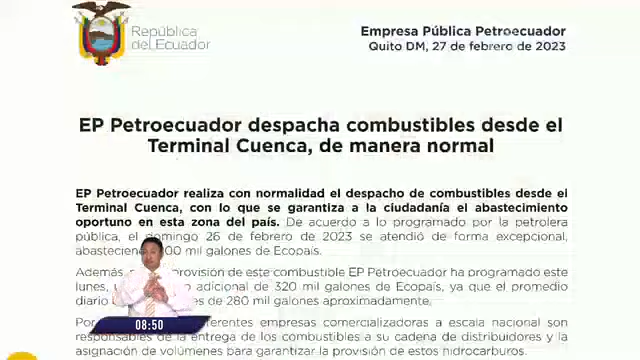 República
del Ecuador
Empresa Pública Petroecuador
Quito DM, 27 de febrero de 2023
EP Petroecuador despacha combustibles desde el
Terminal Cuenca, de manera normal
EP Petroecuador realiza con normalidad el despacho de combustibles desde el
Terminal Cuenca, con lo que se garantiza a la ciudadanía el abastecimiento
oportuno en esta zona del país. De acuerdo a lo programado por la petrolera
pública, el domingo 26 de febrero de 2023 se atendió de forma excepcional,
mil galones de Ecopaís.
Además, provisión de este combustible EP Petroecuador ha programado este
lunes, adicional de 320 mil galones de Ecopaís, ya que el promedio
diario de 280 mil galones aproximadamente.
empresas comercializadoras a escala nacional son
responsables de la entrega de los combustibles a su cadena de distribuidores y la
asignación de volúmenes para garantizar la provisión de estos hidrocarburos.
08:50